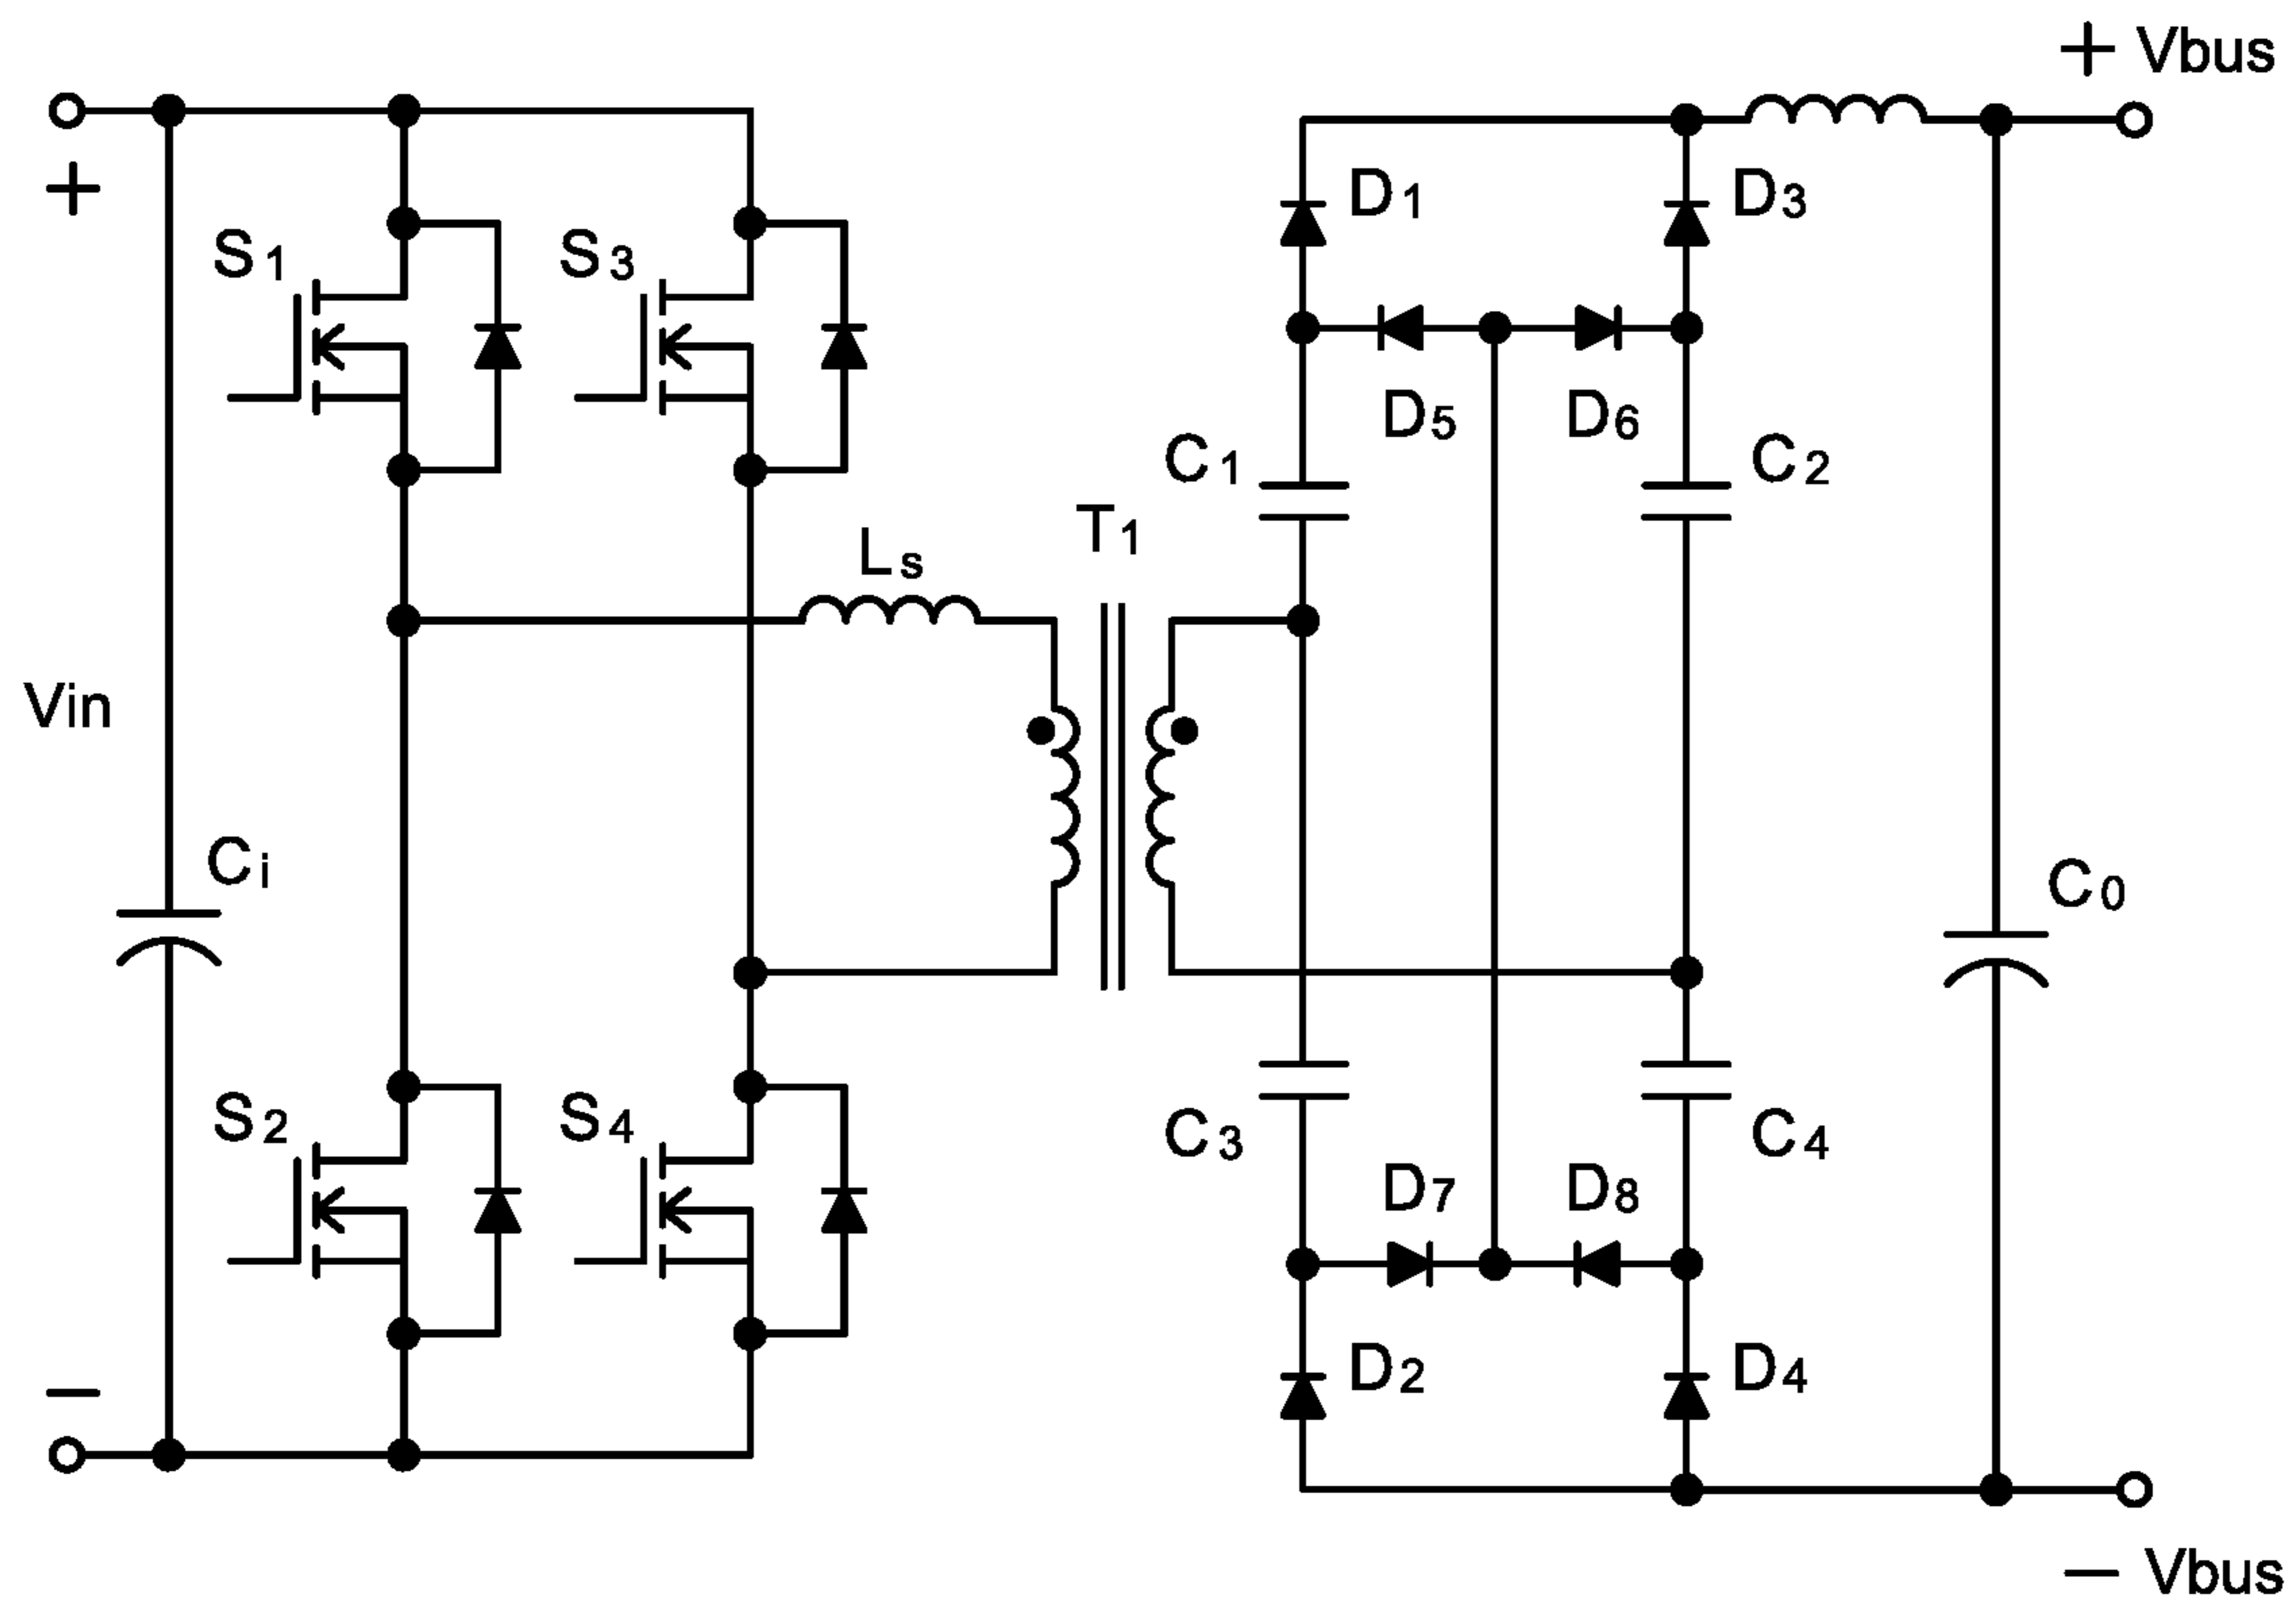 + Vbus
+
D1
D3
S1
S3
D5
D6
C1
C2
T1
Ls
Vin
Ci
C0
S2
S4
C3
C4
D7
D8
D2
D4
−
− Vbus